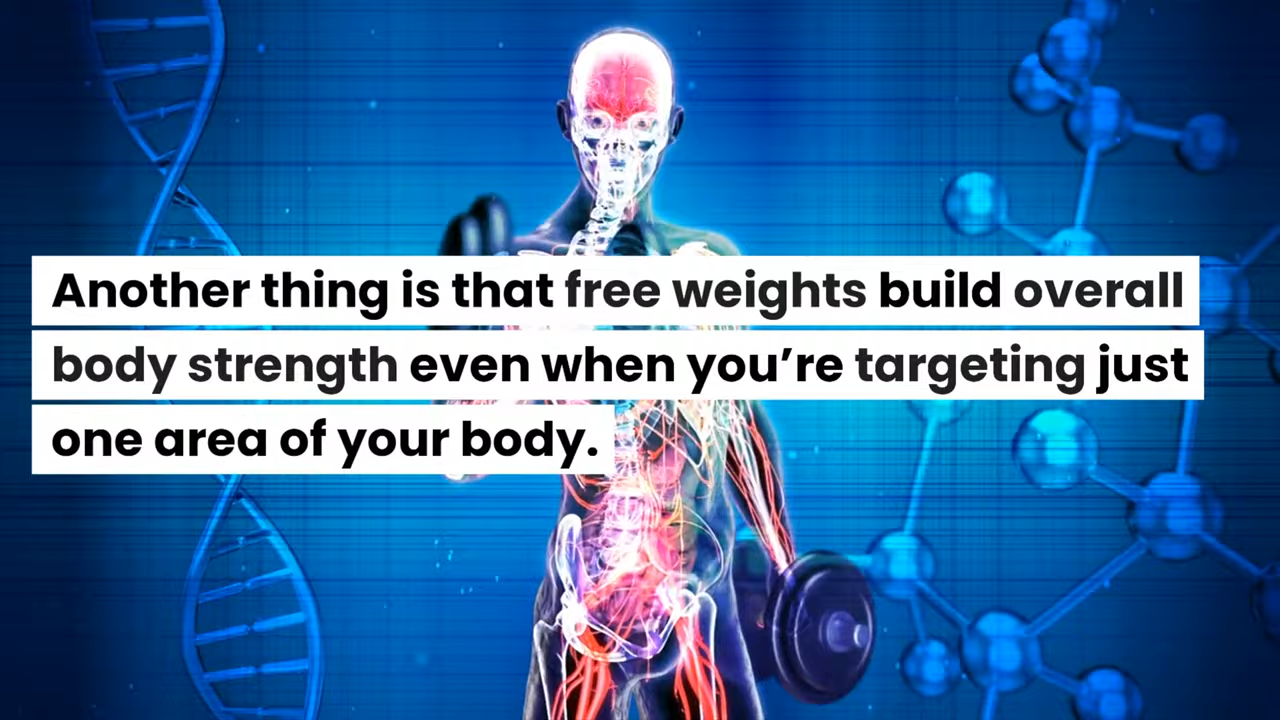 Another thing is that free weights build overall
body strength even when you’re targeting just
one area of your body.